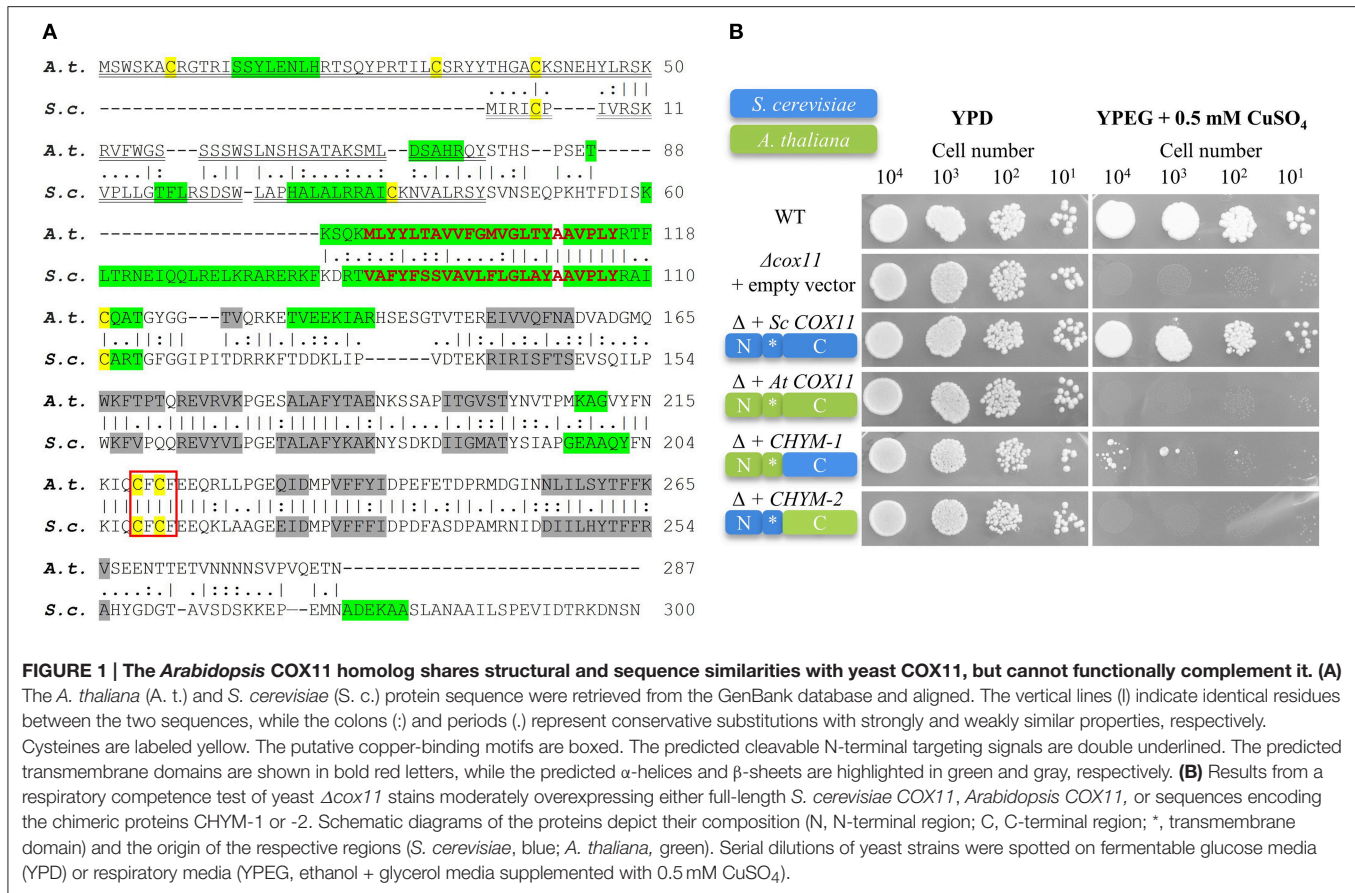 A
A.t. MSWSKACRGTRISSYLENLHRTSQYPRTILCSRYYTHGACKSNEHYLRSK 50
S.c. -----------------------------------MIRICP----IVRSK 11
A.t. RVFWGS---SSSWSLNSHSATAKSML--DSAHRQYSTHS--PSET----- 88
S.c. VPLLGTFLRSDSW-LAPHALALRRAICKNVALRSYSVNSEQPKHTFDISK 60
A.t. --------------------KSQKMLYYLTAVVFGMVGLTYAAVPLYRTF 118
S.c. LTRNEIQQLRELKRARERKFKDRTVAFYFSSVAVLFLGLAYAAVPLYRAI 110
A.t. CQATGYGG---TVQRKETVEEKIARHSESGTVTEREIVVQFNADVADGMQ 165
S.c. CARTGFGGIPITDRRKFTDDKLIP------VDTEKRIRISFTSEVSQILP 154
A.t. WKFTPTQREVRVKPGESALAFYTAENKSSAPITGVSTYNVTPMKAGVYFN 215
S.c. WKFVPQQREVYVLPGETALAFYKAKNYSDKDIIGMATYSIAPGEAAQYFN 204
A.t. KIQCFCFEEQRLLPGEQIDMPVFFYIDPEFETDPRMDGINNLILSYTFFK 265
S.c. KIQCFCFEEQKLAAGEEIDMPVFFFIDPDFASDPAMRNIDDIILHYTFFR 254
A.t. VSEENTTETVNNNNSVPVQETN---------------------------- 287
S.c. AHYGDGT-AVSDSKKEP--EMNADEKAASLANAAILSPEVIDTRKDNSN 300
B
S. cerevisiae
A. thaliana
YPD YPEG + 0.5 mM CuSO₄
Cell number Cell number
10⁴ 10³ 10² 10¹ 10⁴ 10³ 10² 10¹
WT
Δcox11
+ empty vector
Δ + Sc COX11
N * C
Δ + At COX11
N * C
Δ + CHYM-1
N * C
Δ + CHYM-2
N * C
FIGURE 1 | The Arabidopsis COX11 homolog shares structural and sequence similarities with yeast COX11, but cannot functionally complement it. (A)
The A. thaliana (A. t.) and S. cerevisiae (S. c.) protein sequence were retrieved from the GenBank database and aligned. The vertical lines (I) indicate identical residues
between the two sequences, while the colons (:) and periods (.) represent conservative substitutions with strongly and weakly similar properties, respectively.
Cysteines are labeled yellow. The putative copper-binding motifs are boxed. The predicted cleavable N-terminal targeting signals are double underlined. The predicted
transmembrane domains are shown in bold red letters, while the predicted α-helices and β-sheets are highlighted in green and gray, respectively. (B) Results from a
respiratory competence test of yeast Δcox11 stains moderately overexpressing either full-length S. cerevisiae COX11, Arabidopsis COX11, or sequences encoding
the chimeric proteins CHYM-1 or -2. Schematic diagrams of the proteins depict their composition (N, N-terminal region; C, C-terminal region; *, transmembrane
domain) and the origin of the respective regions (S. cerevisiae, blue; A. thaliana, green). Serial dilutions of yeast strains were spotted on fermentable glucose media
(YPD) or respiratory media (YPEG, ethanol + glycerol media supplemented with 0.5 mM CuSO₄).